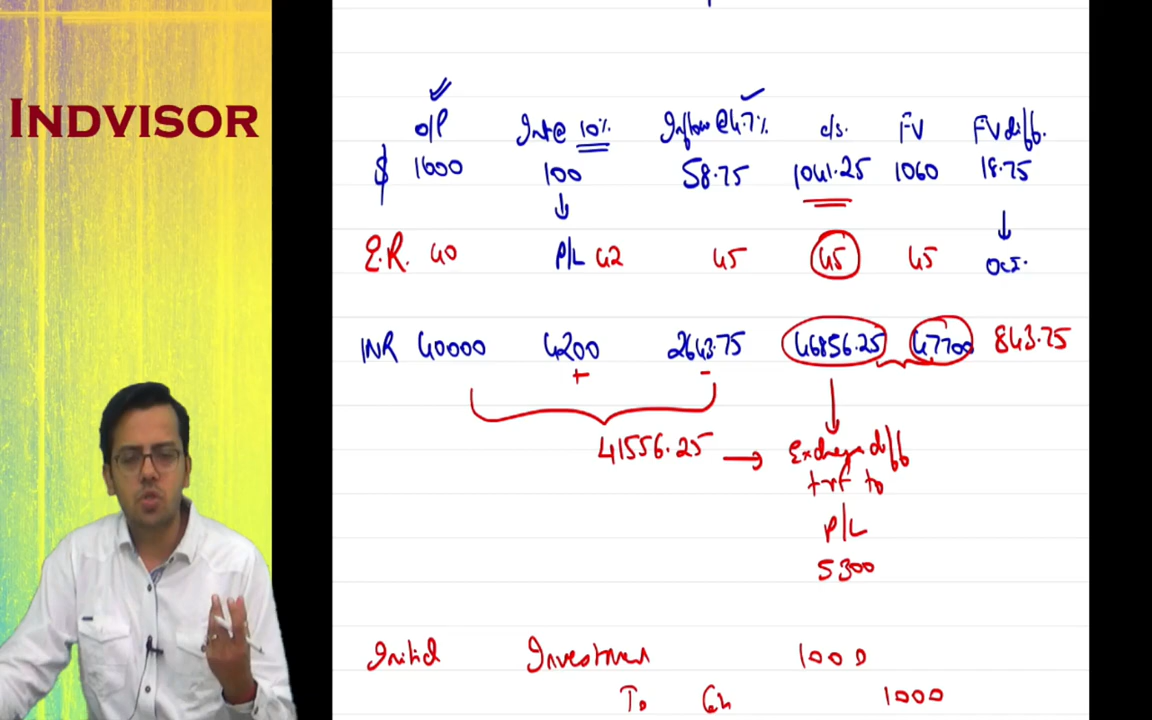 INDVISOR
O/P Int@ 10% Inflow @4.7% c/s. FV FV diff.
$ 1000 100 58.75 1041.25 1060 18.75
E.R. 40 P/L 42 45 45 45 OCI.
INR 40000 4200 2643.75 46856.25 47700 843.75
+ -
41556.25 → Exchange diff
trf to
P/L
5300
Initial Investment 1000
To Csh 1000